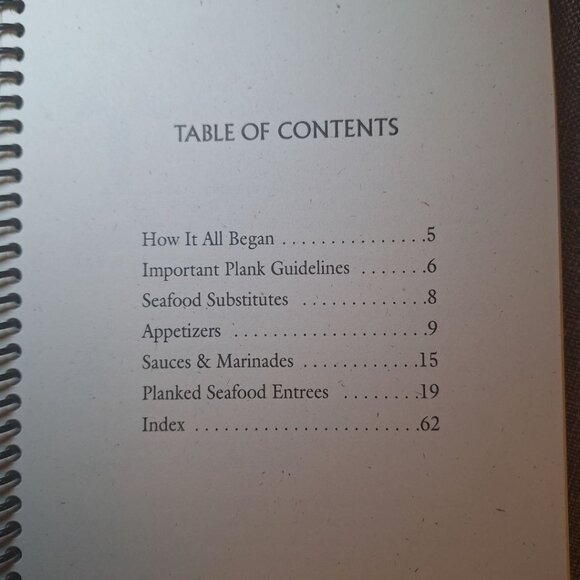 TABLE OF CONTENTS
How It All Began . . . . . . . . . . . . . . .5
Important Plank Guidelines . . . . . . .6
Seafood Substitutes . . . . . . . . . . . . .8
Appetizers . . . . . . . . . . . . . . . . . . . .9
Sauces & Marinades . . . . . . . . . . . .15
Planked Seafood Entrees . . . . . . . .19
Index . . . . . . . . . . . . . . . . . . . . . . .62